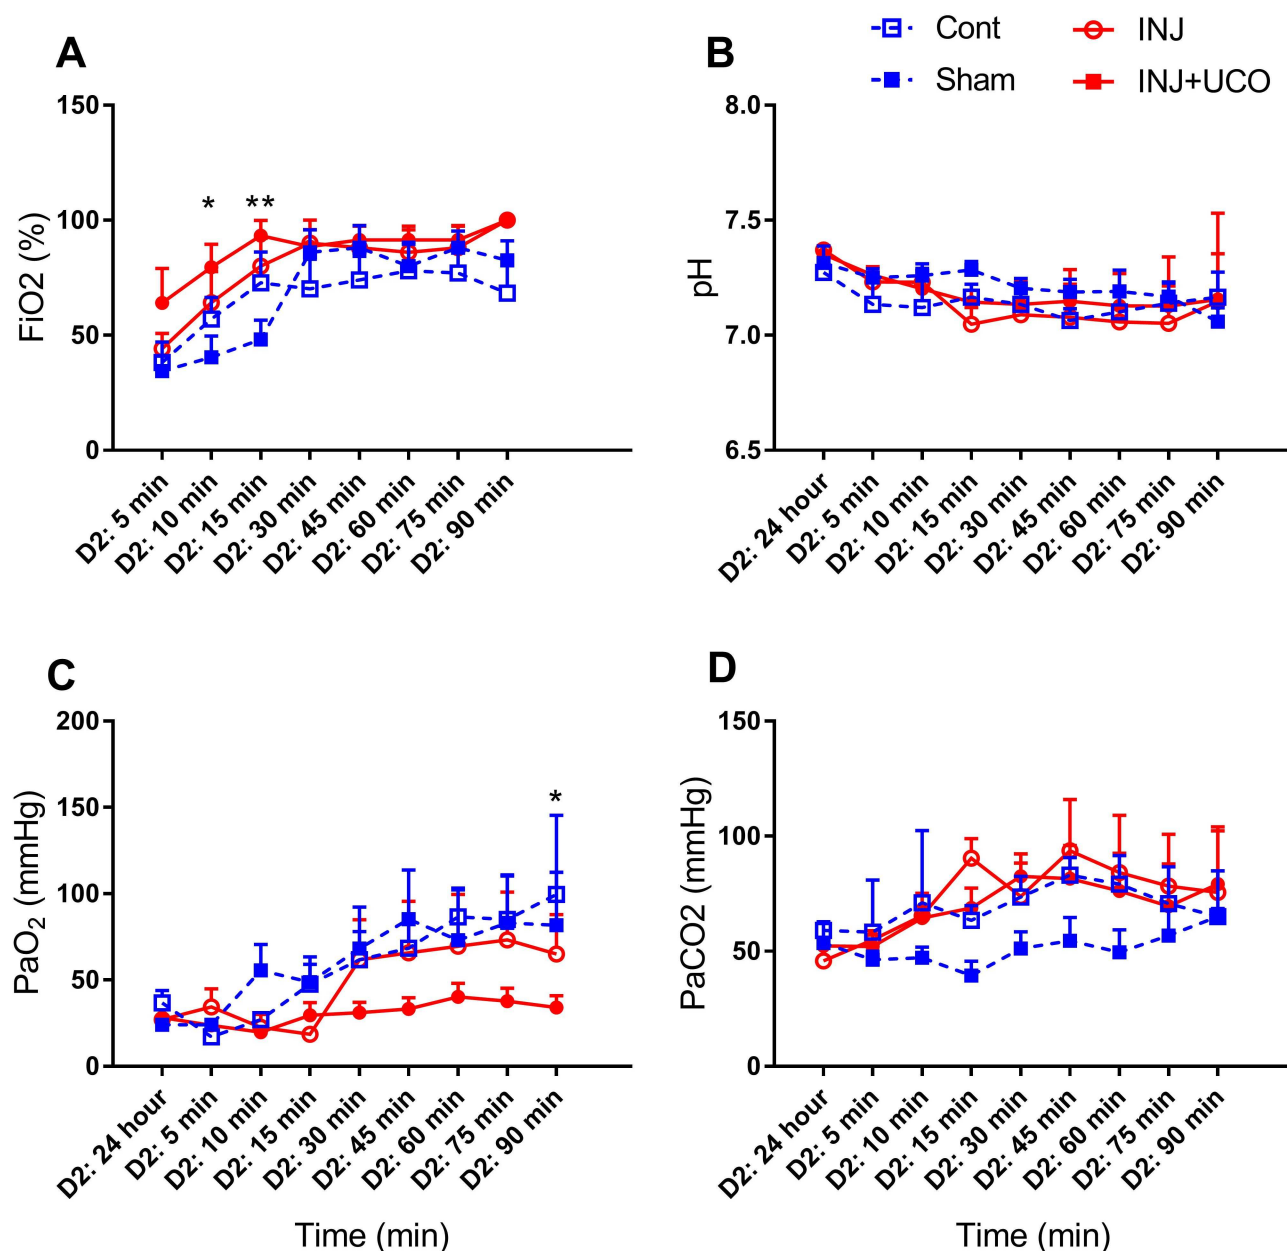 Cont
INJ
Sham
INJ+UCO
A
150
100
50
0
FiO2 (%)
*
**
D2: 5 min
D2: 10 min
D2: 15 min
D2: 30 min
D2: 45 min
D2: 60 min
D2: 75 min
D2: 90 min
B
8.0
7.5
7.0
6.5
pH
D2: 24 hour
D2: 5 min
D2: 10 min
D2: 15 min
D2: 30 min
D2: 45 min
D2: 60 min
D2: 75 min
D2: 90 min
C
200
150
100
50
0
PaO₂ (mmHg)
*
D2: 24 hour
D2: 5 min
D2: 10 min
D2: 15 min
D2: 30 min
D2: 45 min
D2: 60 min
D2: 75 min
D2: 90 min
Time (min)
D
150
100
50
0
PaCO2 (mmHg)
D2: 24 hour
D2: 5 min
D2: 10 min
D2: 15 min
D2: 30 min
D2: 45 min
D2: 60 min
D2: 75 min
D2: 90 min
Time (min)